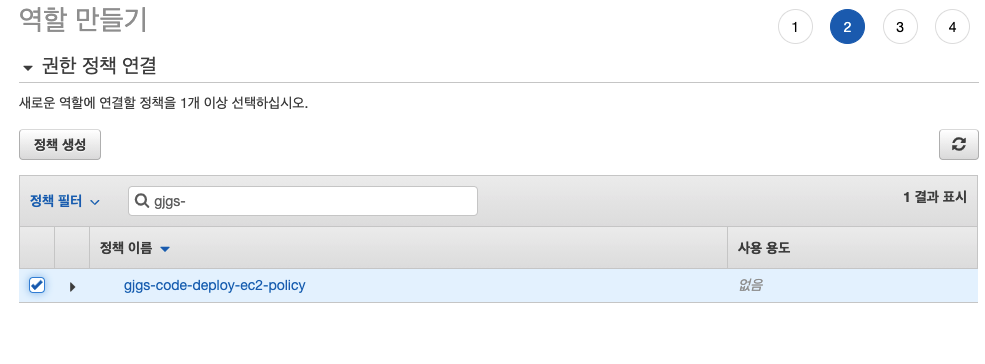 역할 만들기
1 2 3 4
권한 정책 연결
새로운 역할에 연결할 정책을 1개 이상 선택하십시오.
정책 생성
정책 필터 gjgs- 1 결과 표시
정책 이름 사용 용도
gjgs-code-deploy-ec2-policy 없음